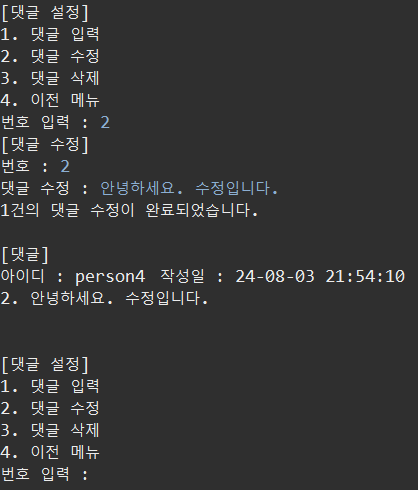 [댓글 설정]
1. 댓글 입력
2. 댓글 수정
3. 댓글 삭제
4. 이전 메뉴
번호 입력 : 2
[댓글 수정]
번호 : 2
댓글 수정 : 안녕하세요. 수정입니다.
1건의 댓글 수정이 완료되었습니다.
[댓글]
아이디 : person4 작성일 : 24-08-03 21:54:10
2. 안녕하세요. 수정입니다.
[댓글 설정]
1. 댓글 입력
2. 댓글 수정
3. 댓글 삭제
4. 이전 메뉴
번호 입력 :